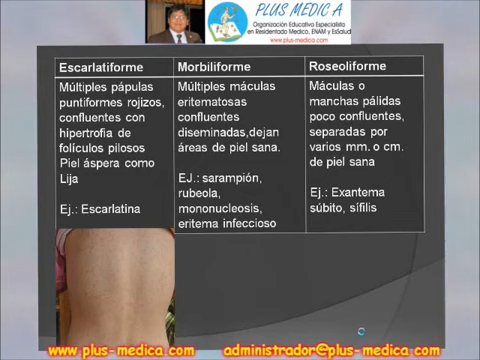 PLUS MEDIC A
Organización Educativa Especialista
en Residentado Medico, ENAM y EsSalud
www.plus-medica.com
Escarlatiforme
Múltiples pápulas
puntiformes rojizos,
confluentes con
hipertrofia de
folículos pilosos
Piel áspera como
Lija
Ej.: Escarlatina
Morbiliforme
Múltiples máculas
eritematosas
confluentes
diseminadas,dejan
áreas de piel sana.
EJ.: sarampión,
rubeola,
mononucleosis,
eritema infeccioso
Roseoliforme
Máculas o
manchas pálidas
poco confluentes,
separadas por
varios mm. o cm.
de piel sana
Ej.: Exantema
súbito, sífilis
www.plus-medica.com administrador@plus-medica.com